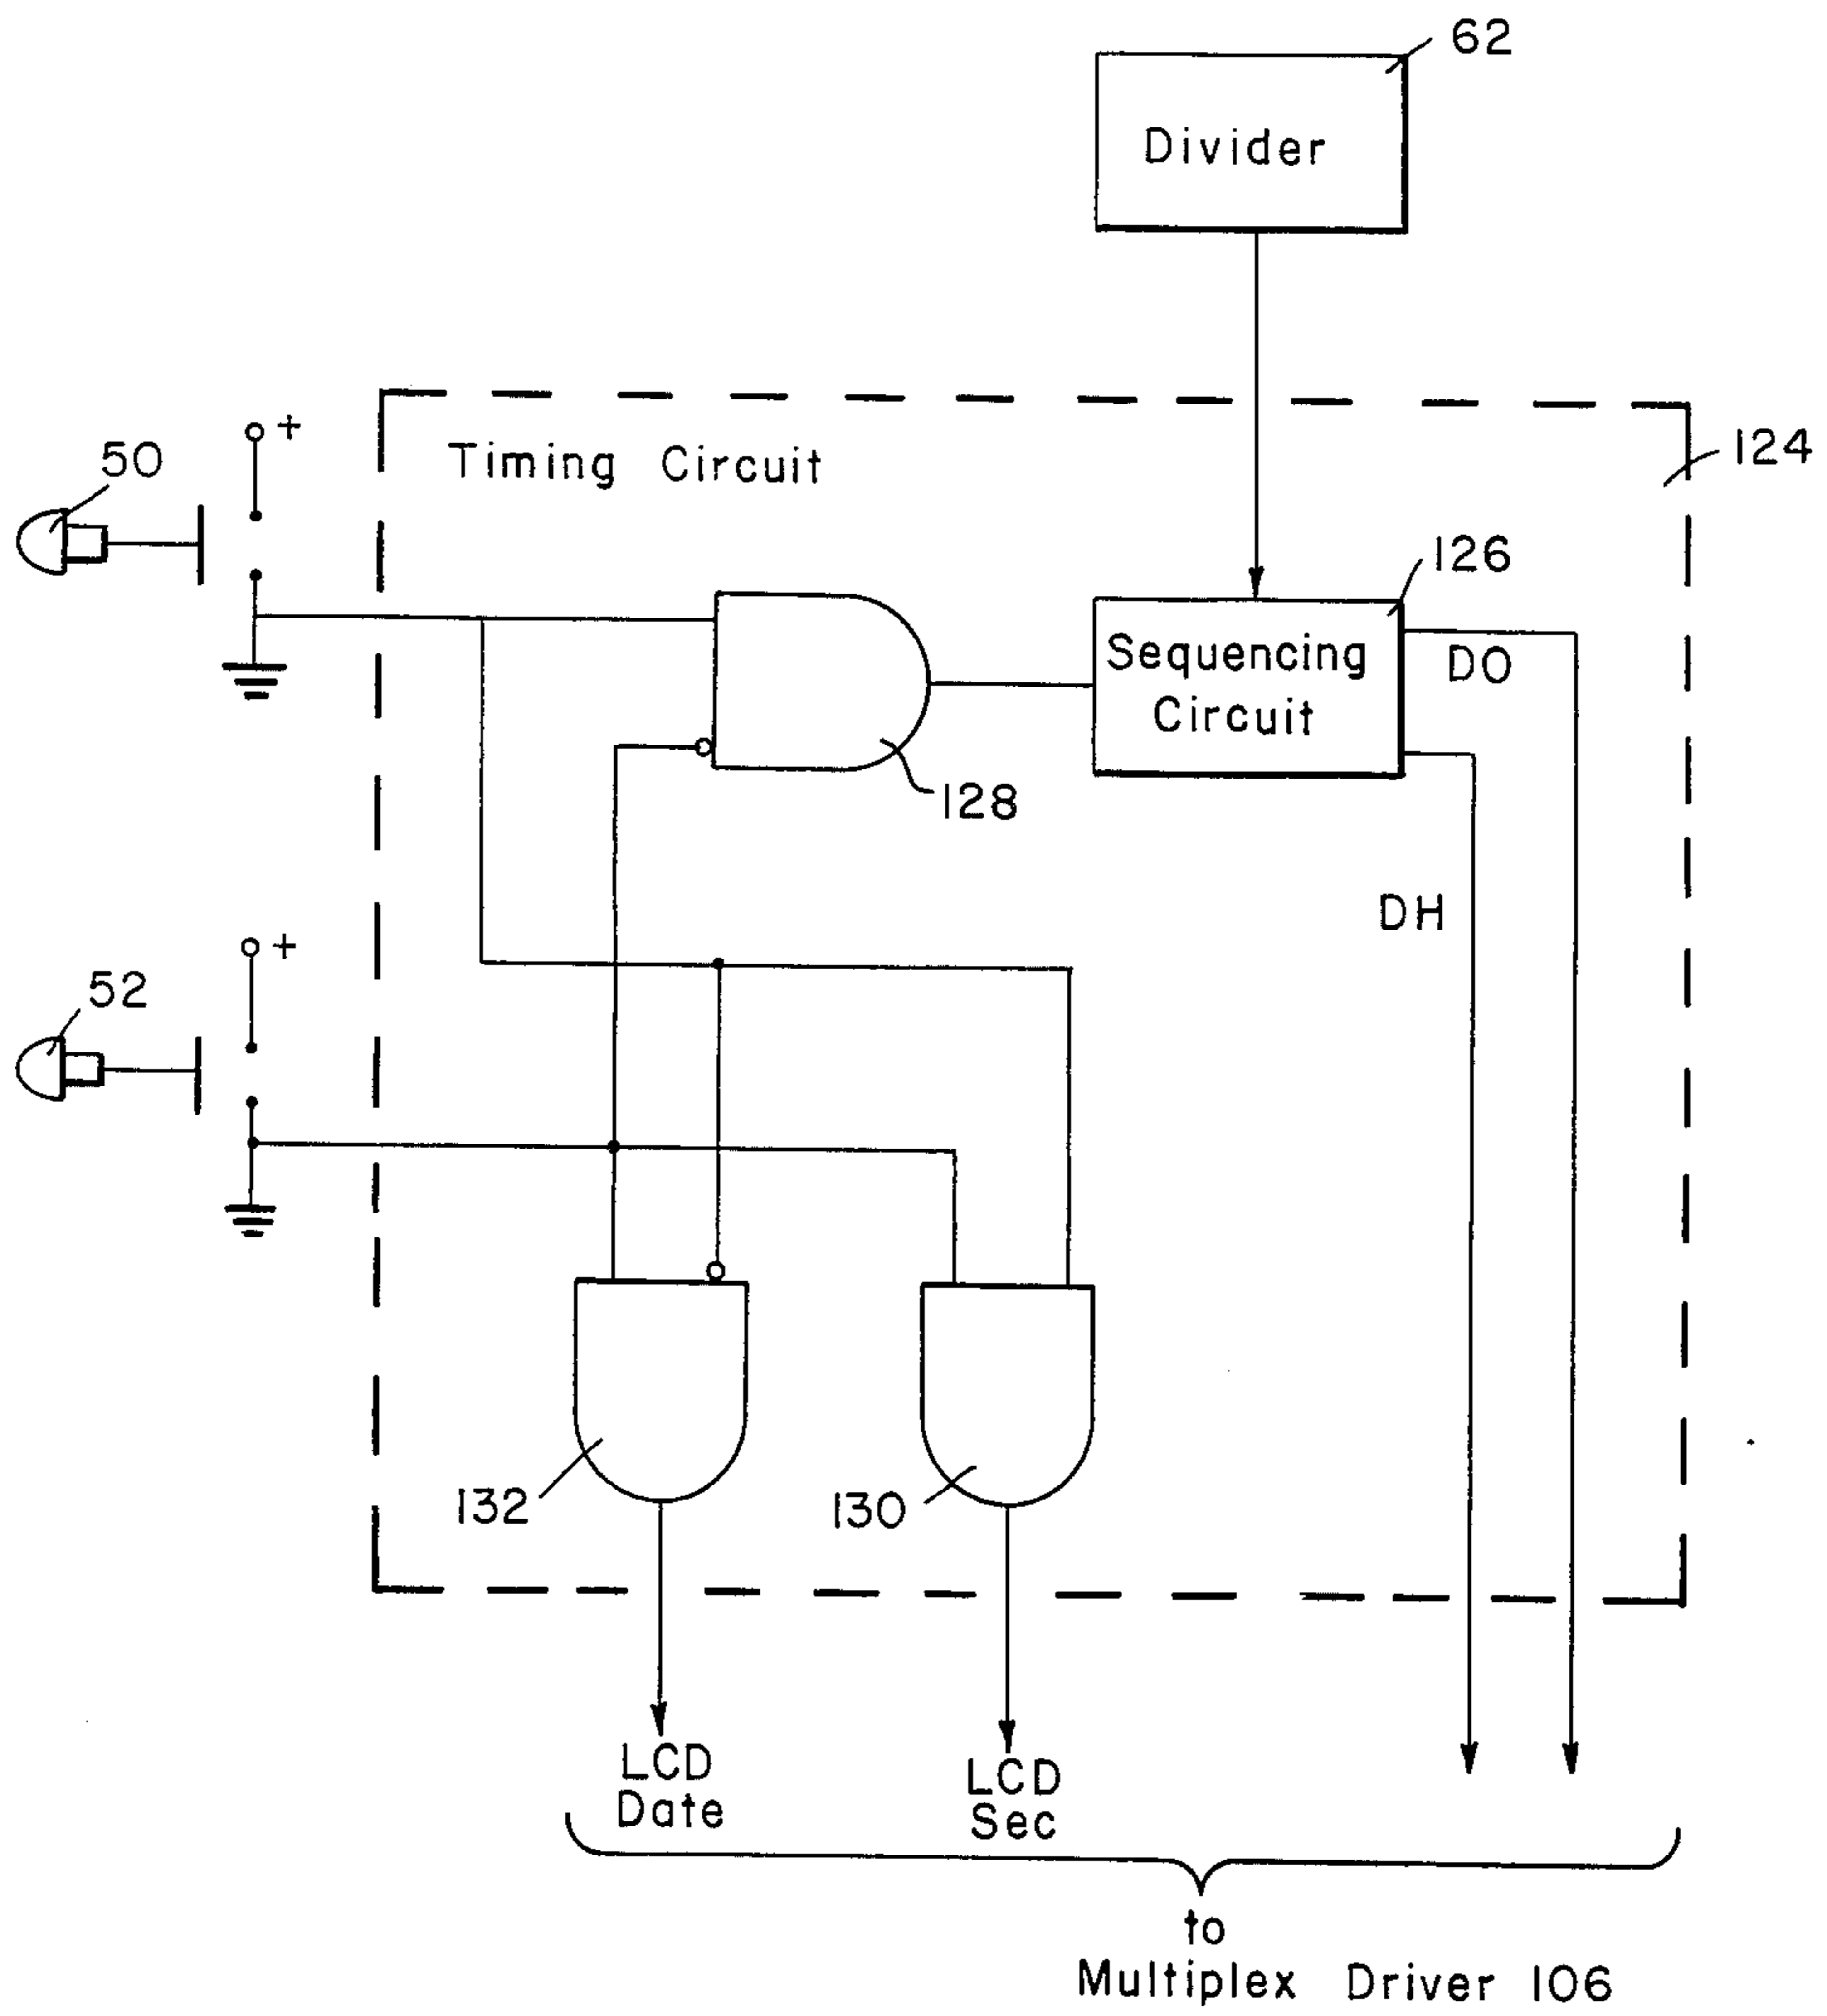 62
Divider
+
50
Timing Circuit
124
126
Sequencing
Circuit
DO
128
DH
+
52
132
130
LCD
Date
LCD
Sec
to
Multiplex Driver 106